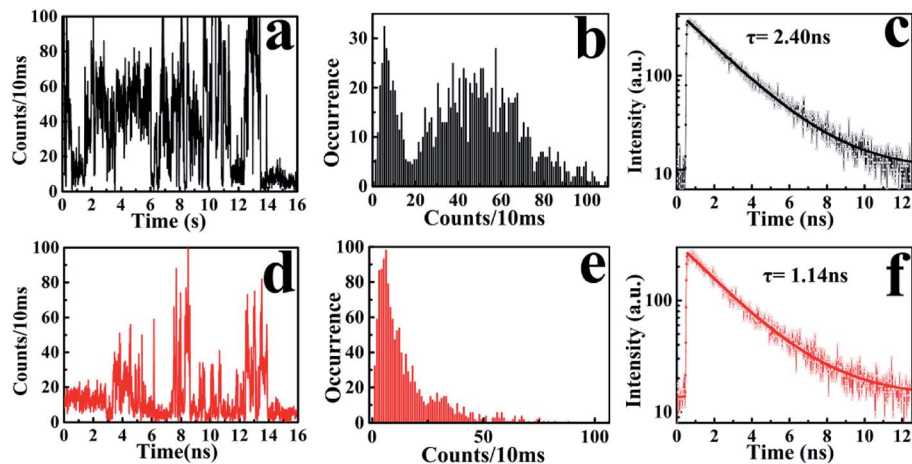 a
Counts/10ms
100
80
60
40
20
0
0 2 4 6 8 10 12 14 16
Time (s)
b
Occurrence
30
20
10
0
0 20 40 60 80 100
Counts/10ms
c
τ= 2.40ns
Intensity (a.u.)
100
10
0 2 4 6 8 10 12
Time (ns)
d
Counts/10ms
100
80
60
40
20
0
0 2 4 6 8 10 12 14 16
Time(ns)
e
Occurrence
100
80
60
40
20
0
0 50 100
Counts/10ms
f
τ= 1.14ns
Intensity (a.u.)
100
10
0 2 4 6 8 10 12
Time (ns)